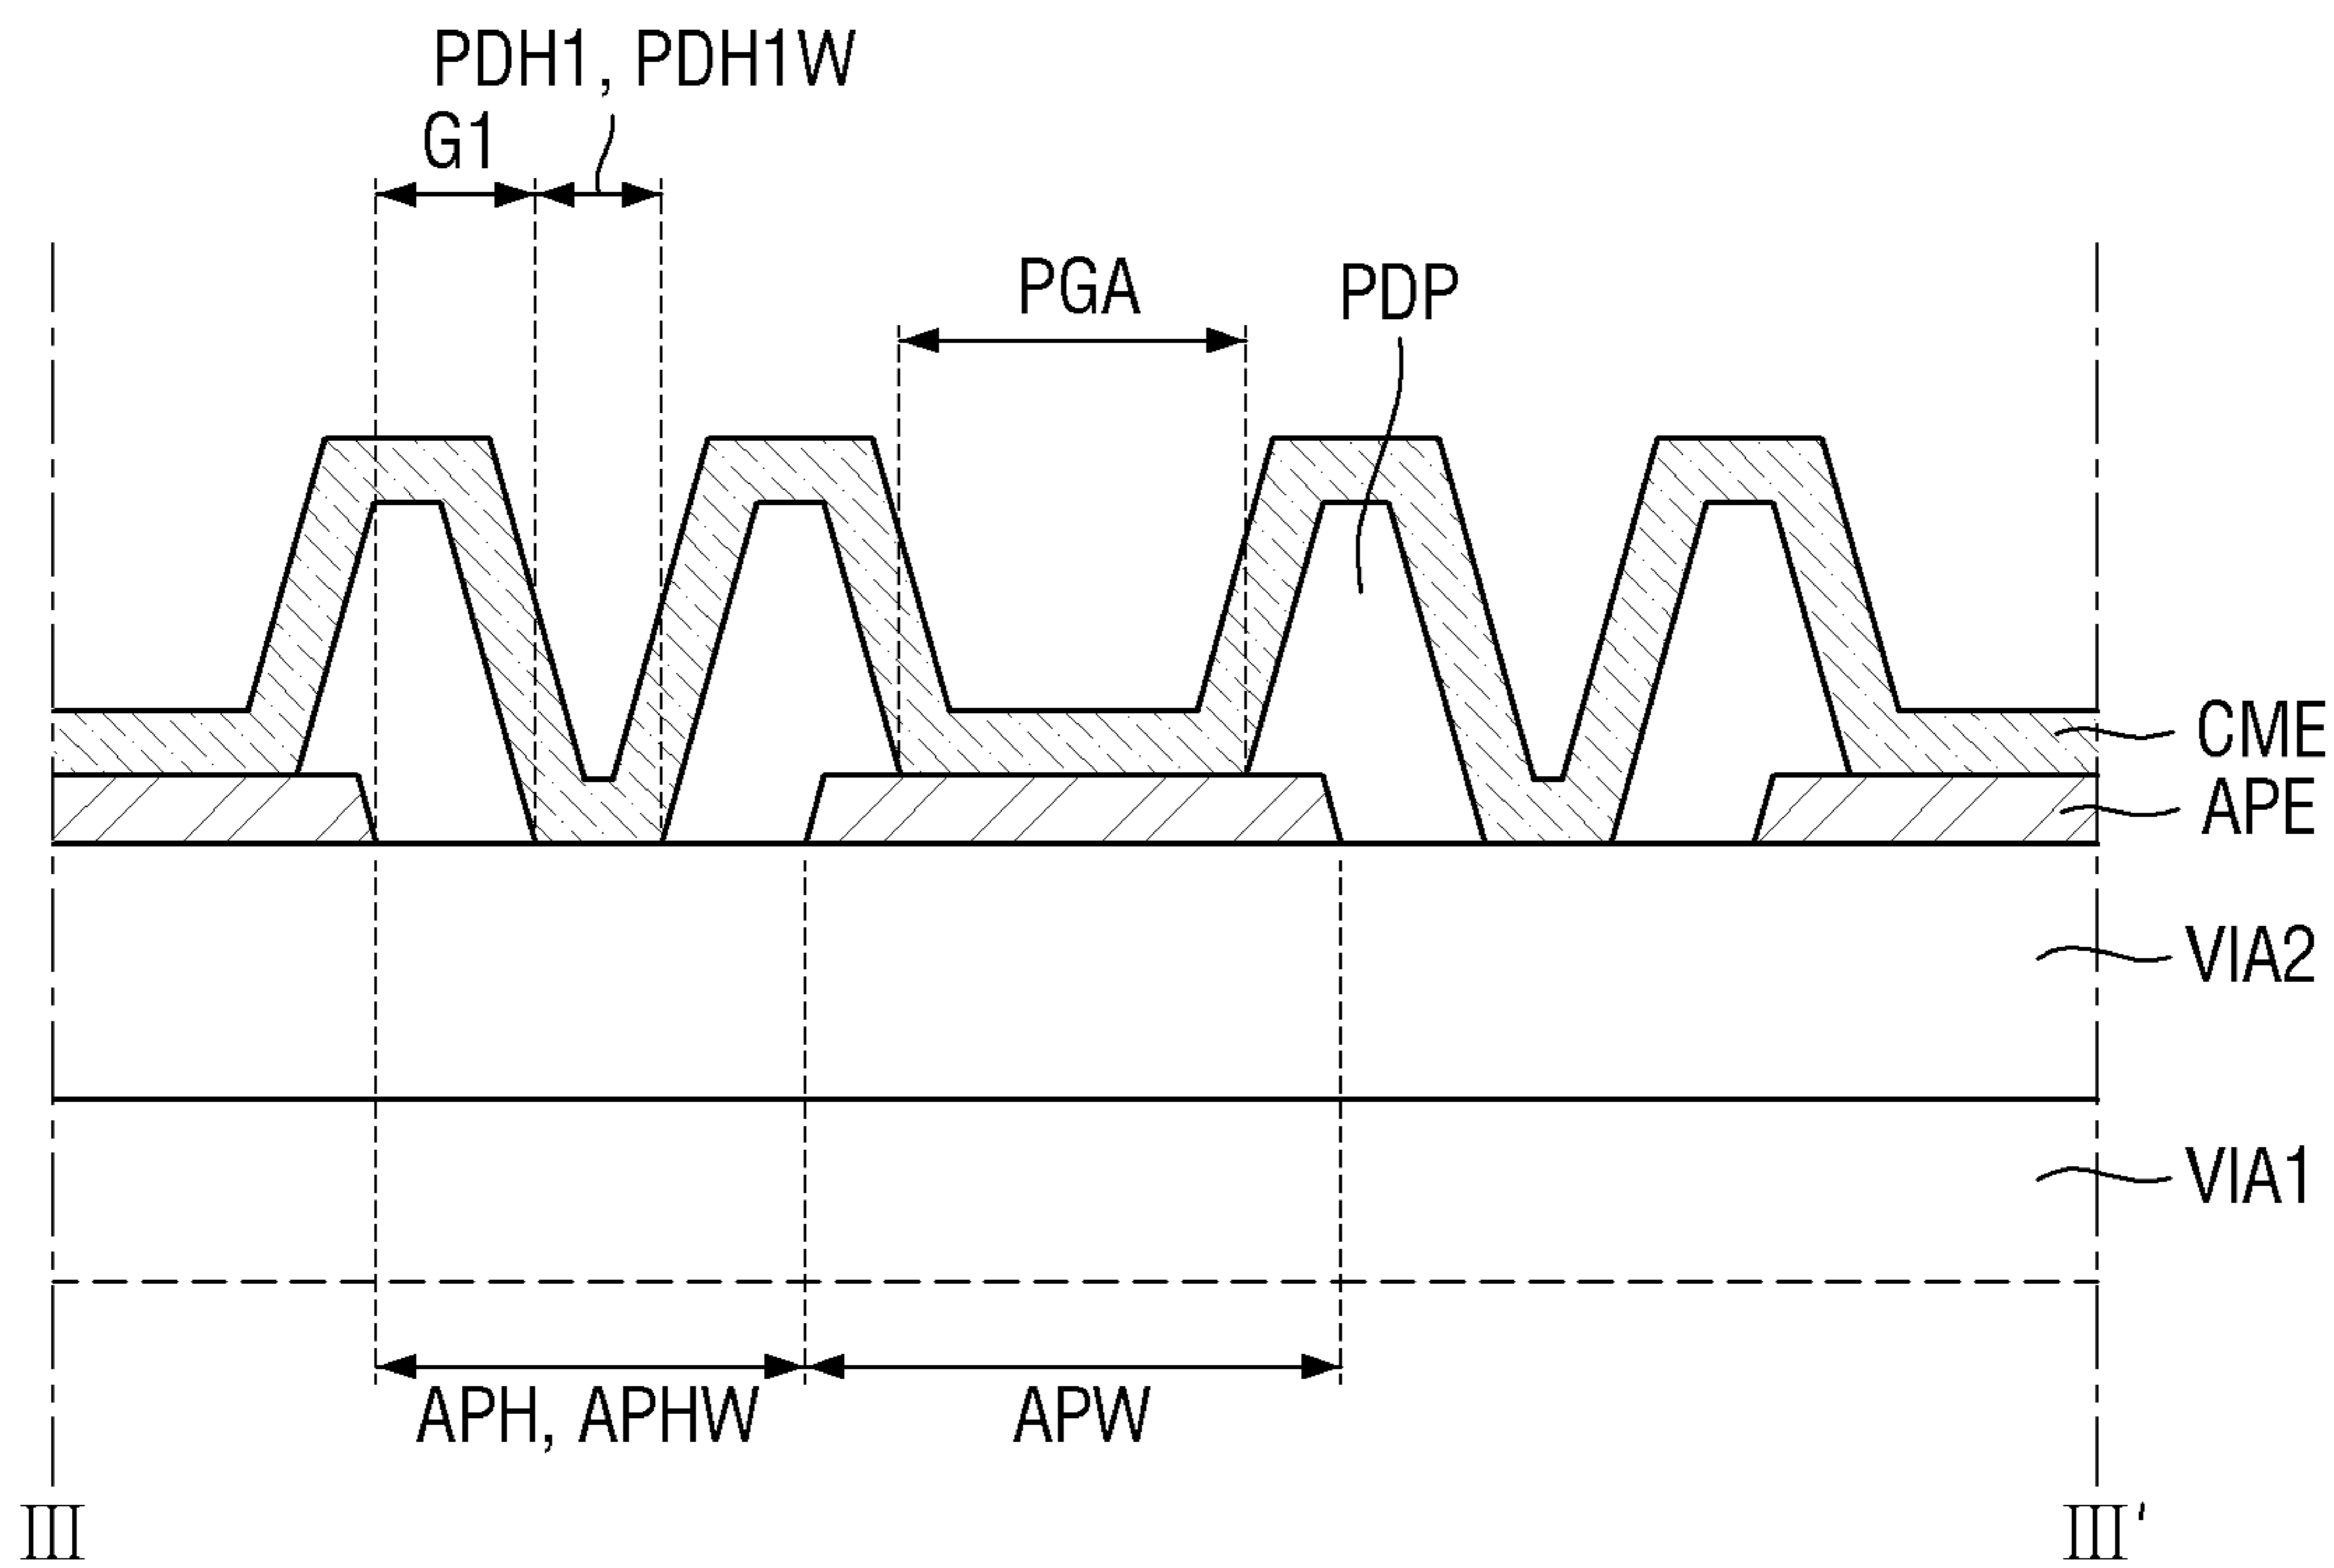 PDH1, PDH1W
G1
PGA
PDP
CME
APE
VIA2
VIA1
APH, APHW
APW
III
III'